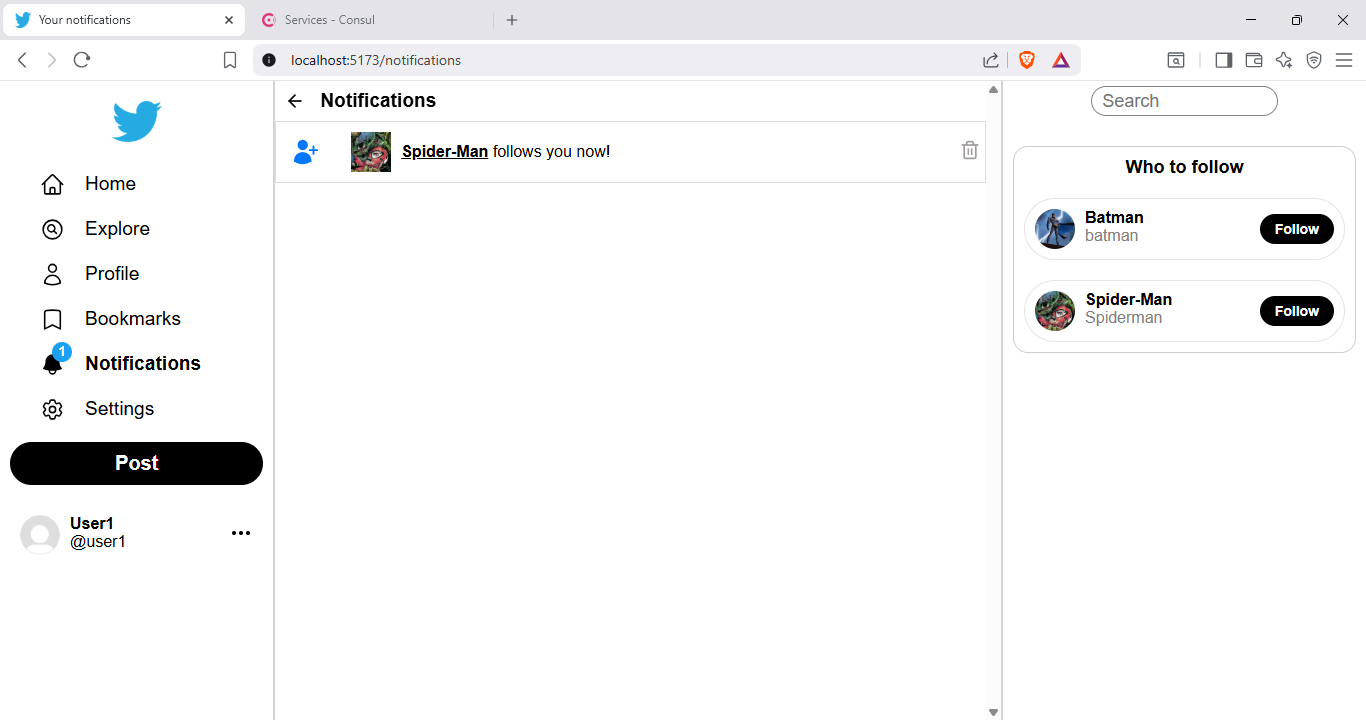 Your notifications
Services - Consul
localhost:5173/notifications
Home
Explore
Profile
Bookmarks
1
Notifications
Settings
Post
User1
@user1
Notifications
Spider-Man follows you now!
Search
Who to follow
Batman
batman
Follow
Spider-Man
Spiderman
Follow